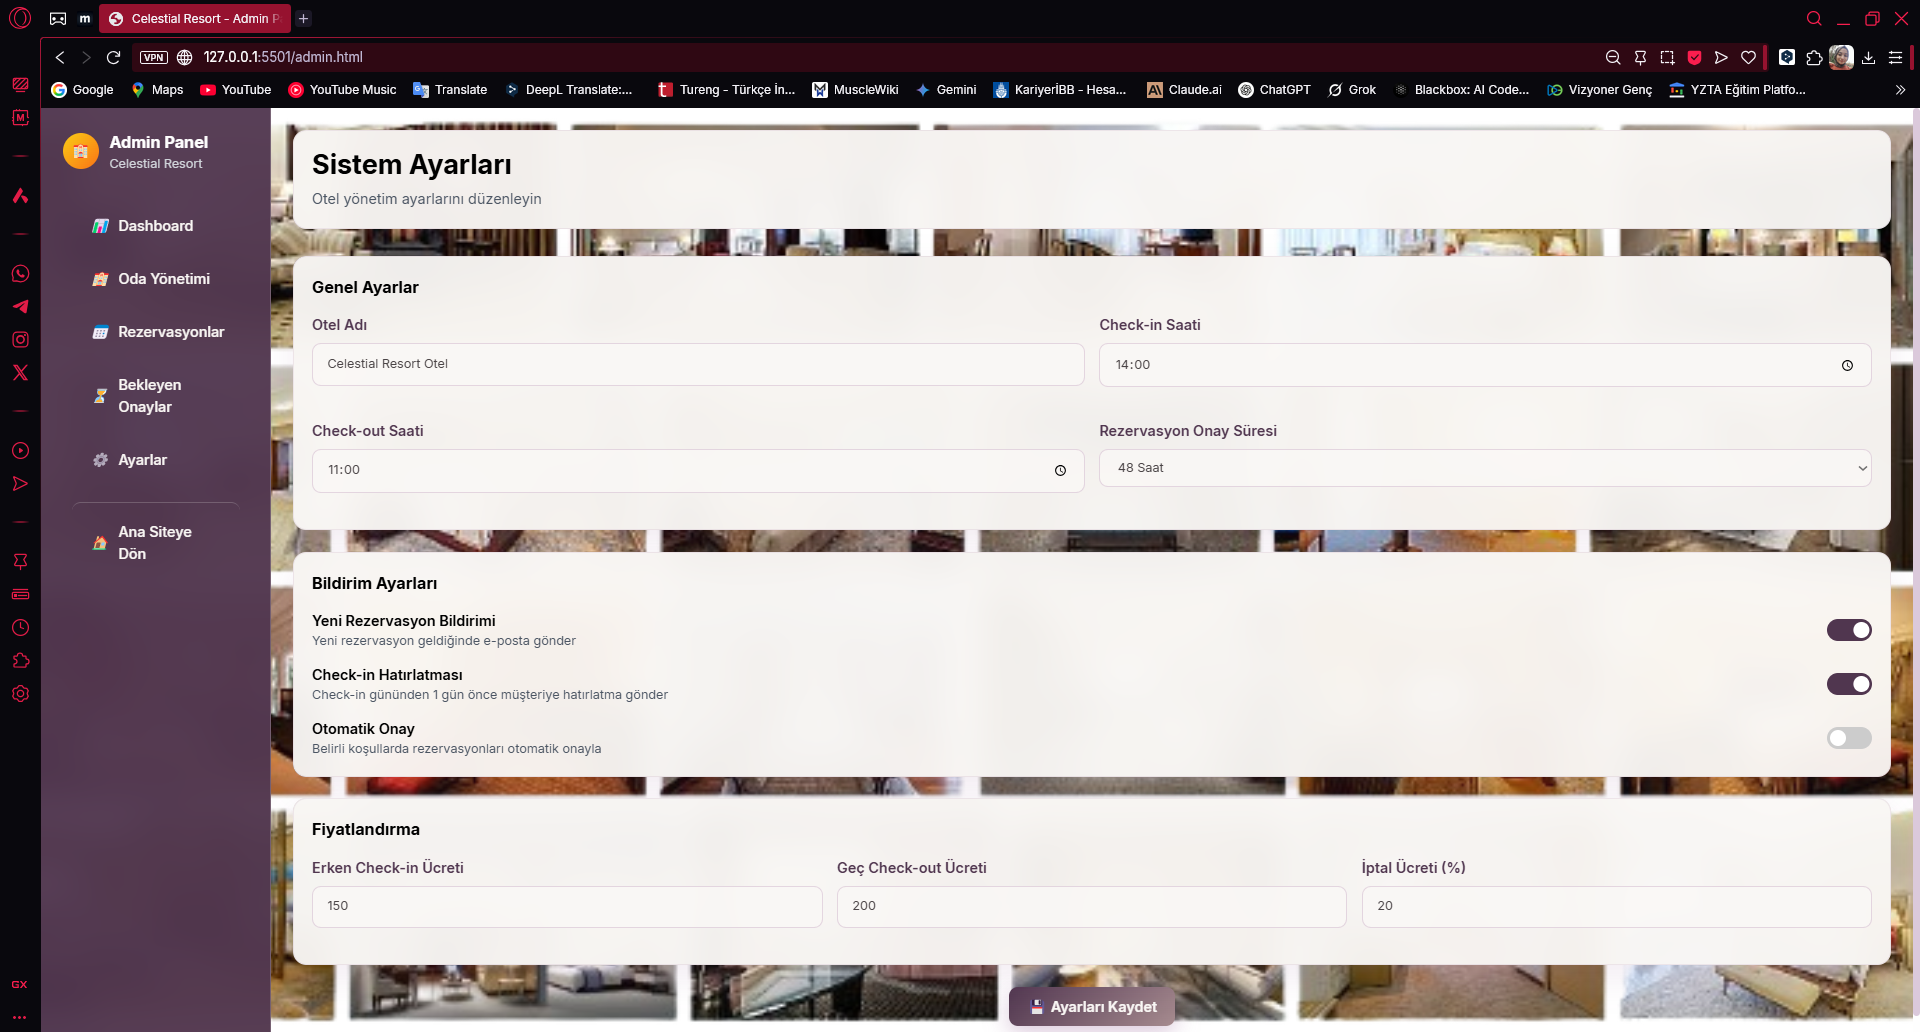 Celestial Resort - Admin P
VPN 127.0.0.1:5501/admin.html
Google Maps YouTube YouTube Music Translate DeepL Translate:... Tureng - Türkçe İn... MuscleWiki Gemini KariyerİBB - Hesa... Claude.ai ChatGPT Grok Blackbox: AI Code... Vizyoner Genç YZTA Eğitim Platfo...
Admin Panel
Celestial Resort
Dashboard
Oda Yönetimi
Rezervasyonlar
Bekleyen
Onaylar
Ayarlar
Ana Siteye
Dön
GX
Sistem Ayarları
Otel yönetim ayarlarını düzenleyin
Genel Ayarlar
Otel Adı
Celestial Resort Otel
Check-in Saati
14:00
Check-out Saati
11:00
Rezervasyon Onay Süresi
48 Saat
Bildirim Ayarları
Yeni Rezervasyon Bildirimi
Yeni rezervasyon geldiğinde e-posta gönder
Check-in Hatırlatması
Check-in gününden 1 gün önce müşteriye hatırlatma gönder
Otomatik Onay
Belirli koşullarda rezervasyonları otomatik onayla
Fiyatlandırma
Erken Check-in Ücreti
150
Geç Check-out Ücreti
200
İptal Ücreti (%)
20
Ayarları Kaydet